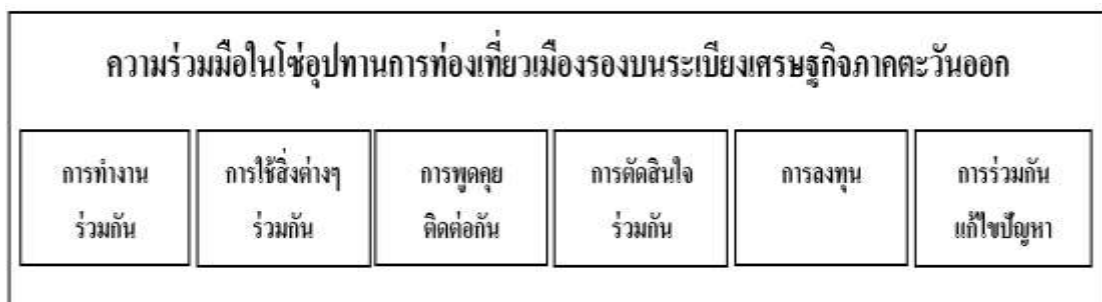 ความร่วมมือในโซ่อุปทานการท่องเที่ยวเมืองรองบนระเบียงเศรษฐกิจภาคตะวันออก
การทำงาน
ร่วมกัน
การใช้สิ่งต่างๆ
ร่วมกัน
การพูดคุย
ติดต่อกัน
การตัดสินใจ
ร่วมกัน
การลงทุน
การร่วมกัน
แก้ไขปัญหา